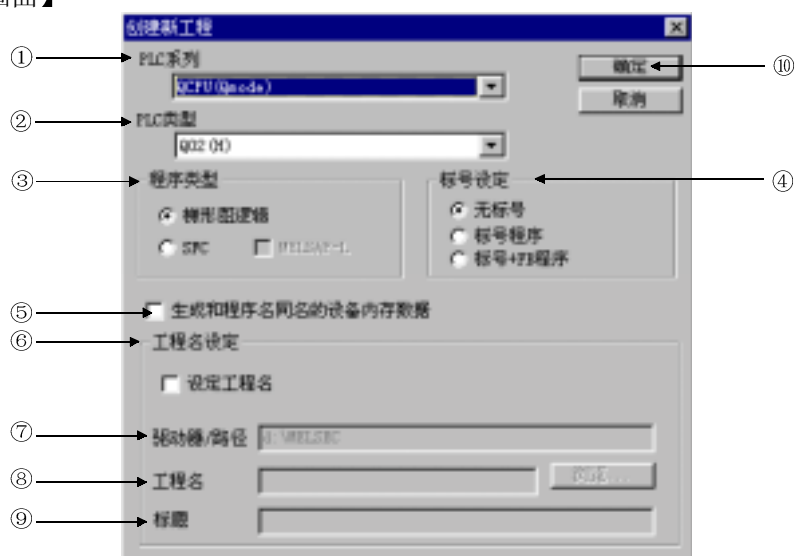 创建新工程
① PLC系列
确定 ⑩
QCPU(Qmode)
取消
② PLC类型
Q02(H)
③ 程序类型
标号设定 ④
梯形图逻辑
无标号
SFC MELSAP-L
标号程序
标号+FB程序
⑤ 生成和程序名同名的设备内存数据
⑥ 工程名设定
设定工程名
⑦ 驱动器/路径 d:\MELSEC
⑧ 工程名
⑨ 标题